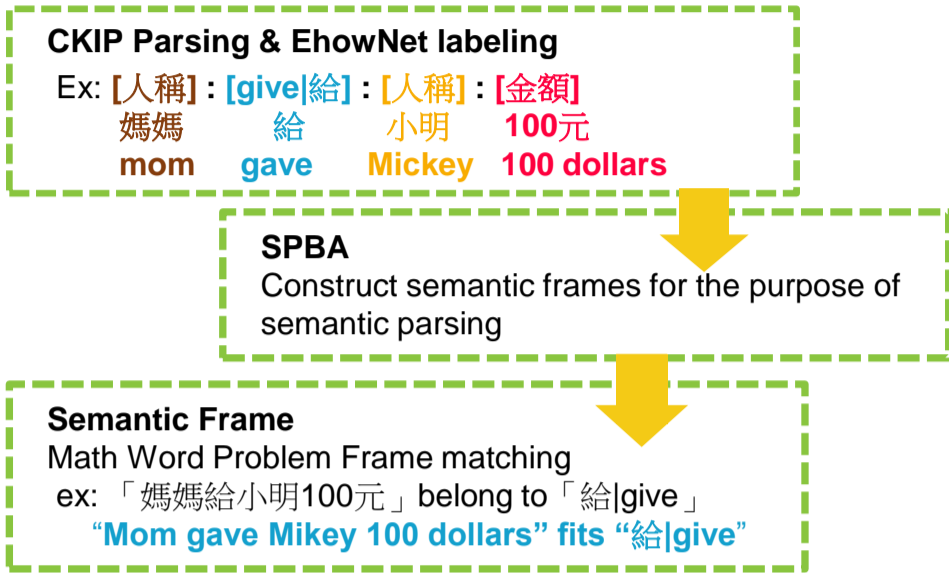 CKIP Parsing & EhowNet labeling
Ex: [人稱] : [give|給] : [人稱] : [金額]
媽媽 給 小明 100元
mom gave Mickey 100 dollars
SPBA
Construct semantic frames for the purpose of
semantic parsing
Semantic Frame
Math Word Problem Frame matching
ex: 「媽媽給小明100元」belong to「給|give」
“Mom gave Mikey 100 dollars” fits “給|give”